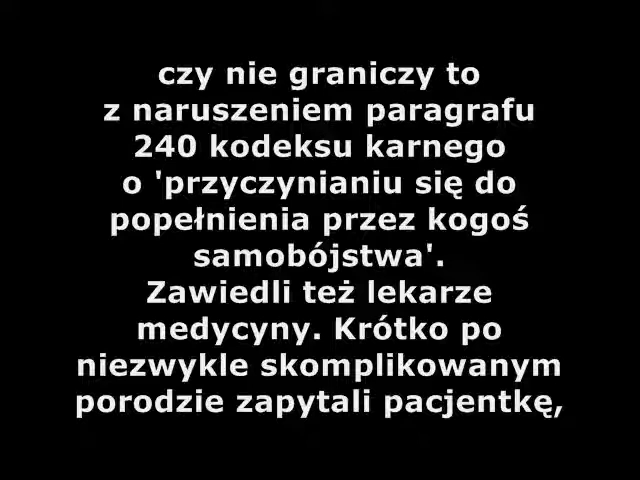 czy nie graniczy to
z naruszeniem paragrafu
240 kodeksu karnego
o 'przyczynianiu się do
popełnienia przez kogoś
samobójstwa'.
Zawiedli też lekarze
medycyny. Krótko po
niezwykle skomplikowanym
porodzie zapytali pacjentkę,